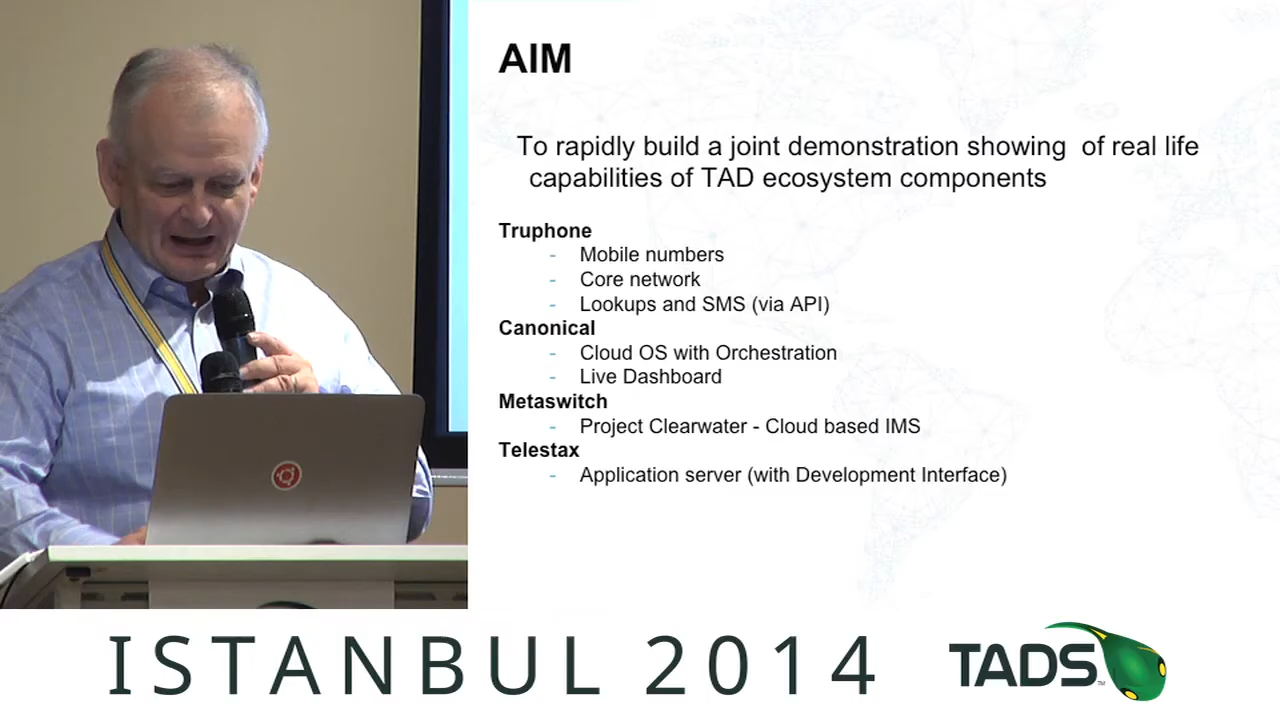 AIM
To rapidly build a joint demonstration showing  of real life
capabilities of TAD ecosystem components
Truphone
- Mobile numbers
- Core network
- Lookups and SMS (via API)
Canonical
- Cloud OS with Orchestration
- Live Dashboard
Metaswitch
- Project Clearwater - Cloud based IMS
Telestax
- Application server (with Development Interface)
ISTANBUL 2014
TADS™